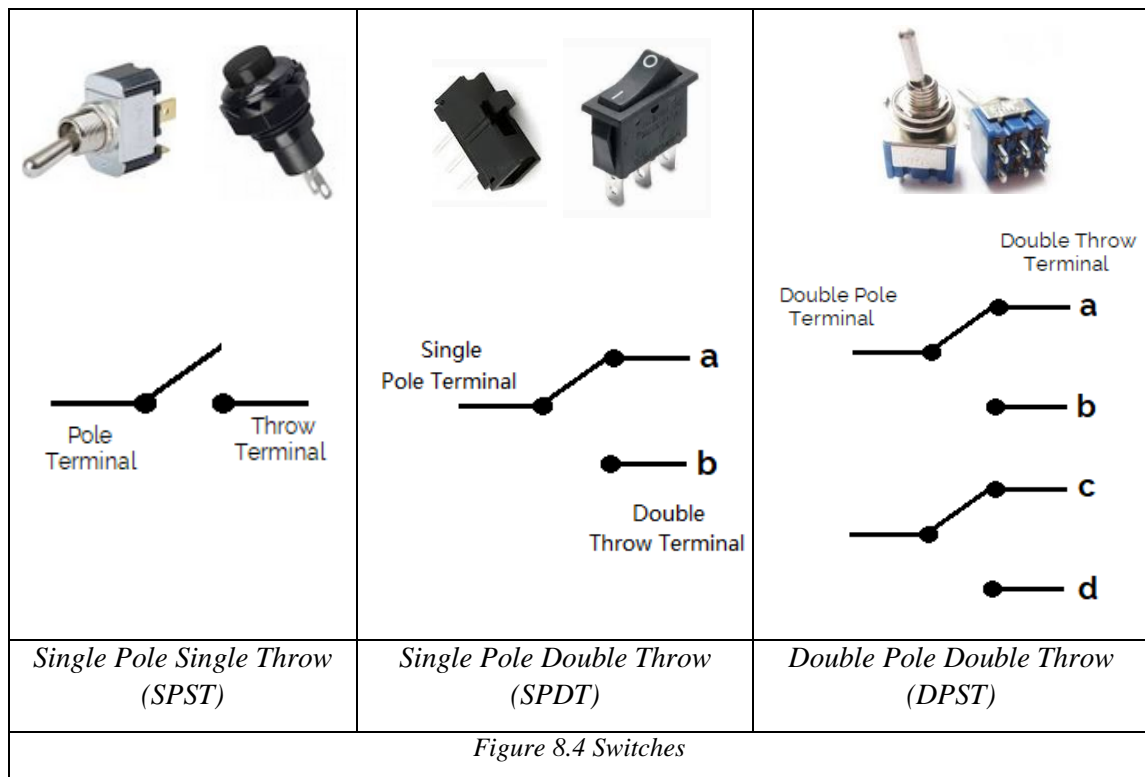 Pole
Terminal
Throw
Terminal
Single Pole Single Throw
(SPST)
Single
Pole Terminal
a
b
Double
Throw Terminal
Single Pole Double Throw
(SPDT)
Double Throw
Terminal
Double Pole
Terminal
a
b
c
d
Double Pole Double Throw
(DPST)
Figure 8.4 Switches